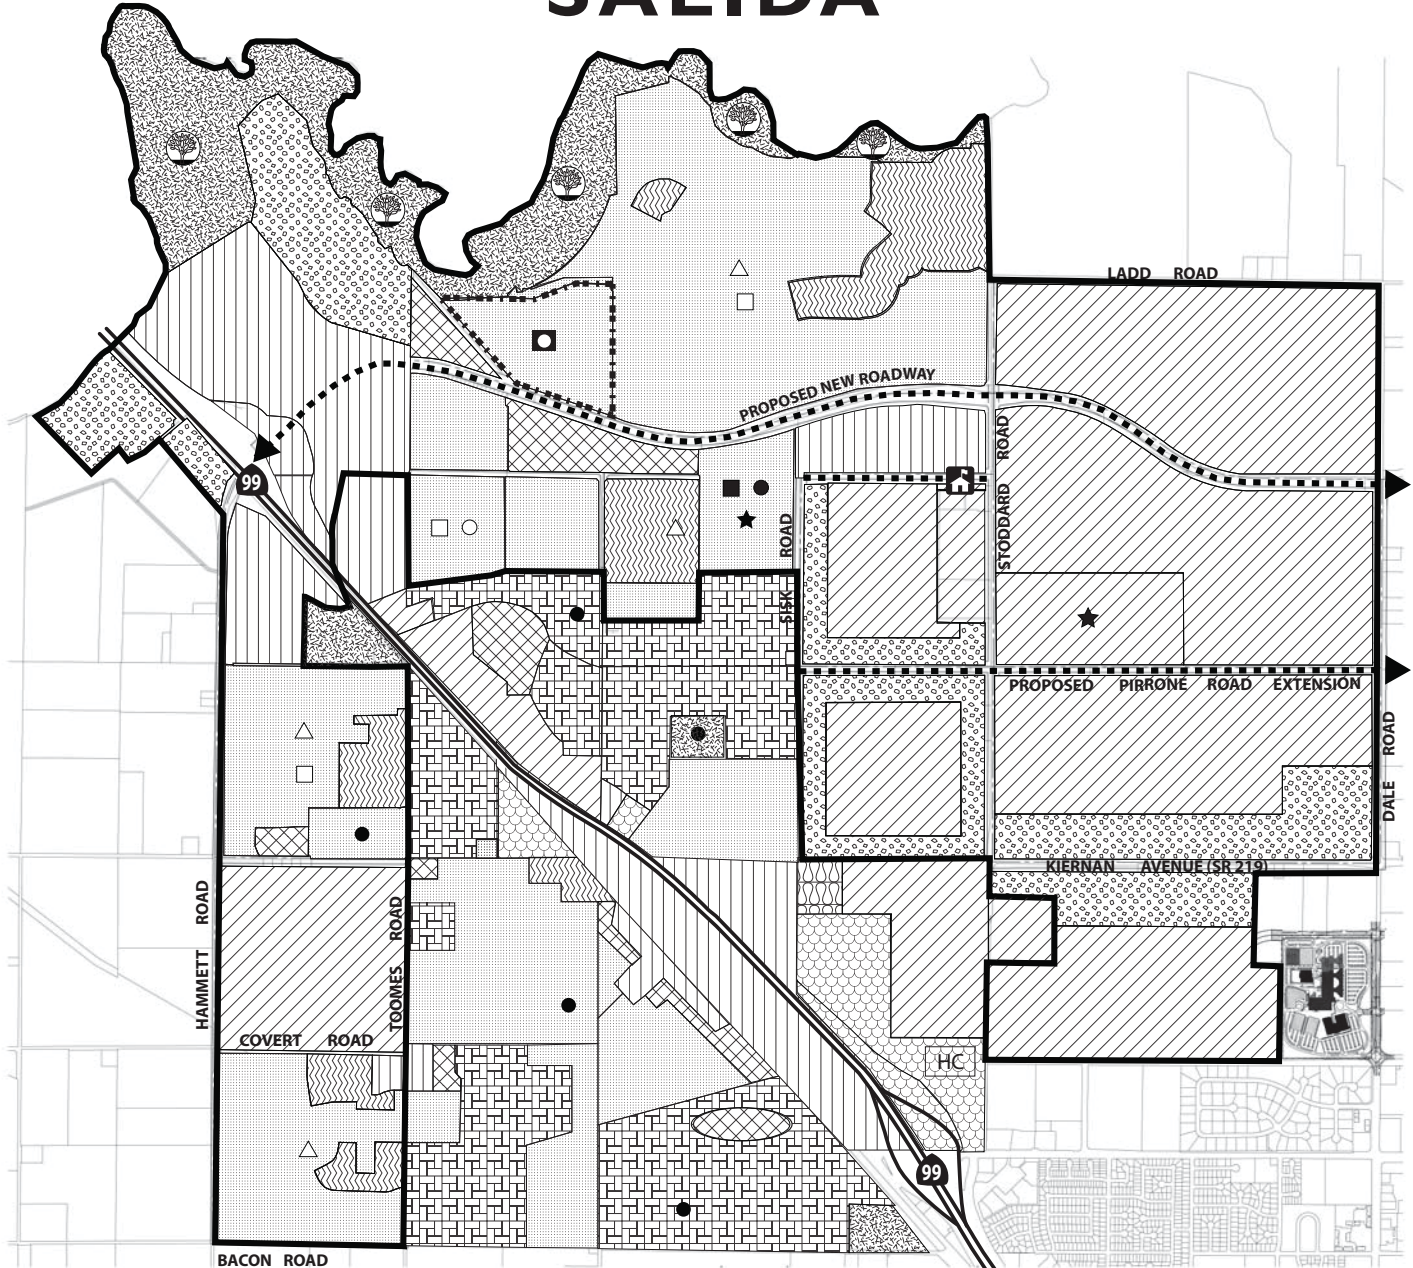 SALIDA
LADD ROAD
PROPOSED NEW ROADWAY
99
STODDARD ROAD
SISK ROAD
PROPOSED PIRRONE ROAD EXTENSION
DALE ROAD
KIERNAN AVENUE (SR 219)
HAMMETT ROAD
TOOMES ROAD
COVERT ROAD
HC
99
BACON ROAD